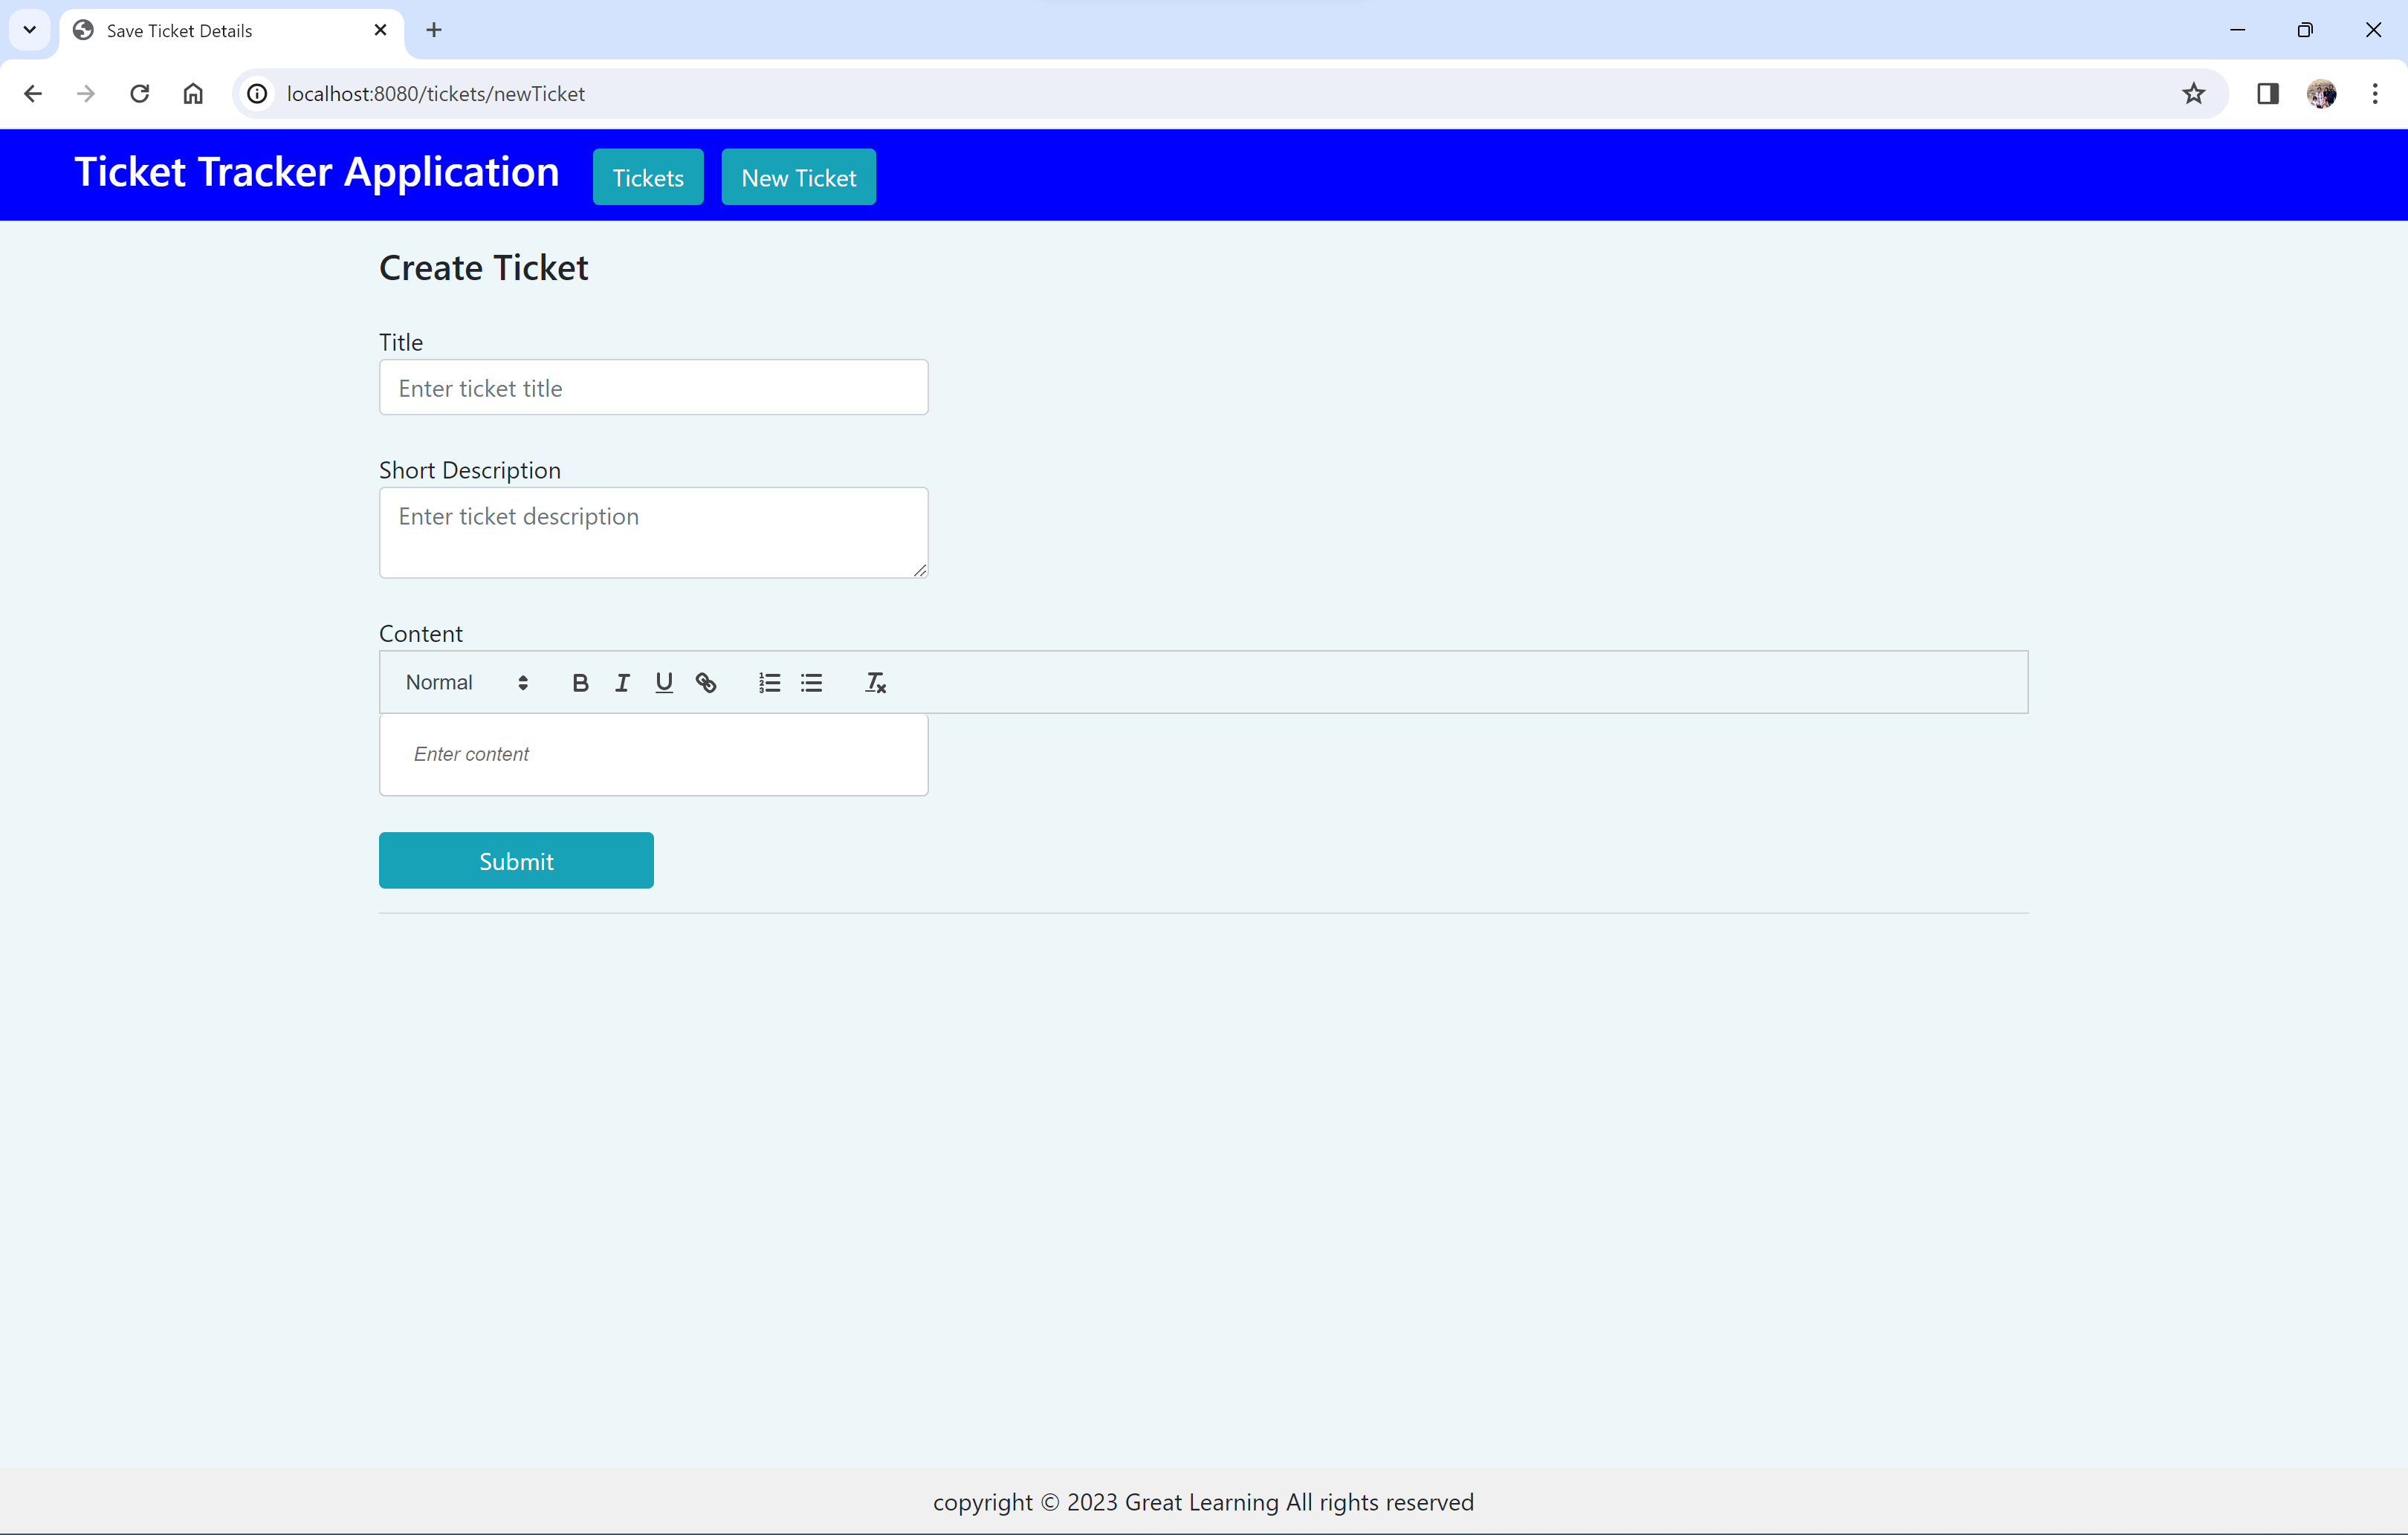 Save Ticket Details
localhost:8080/tickets/newTicket
Ticket Tracker Application Tickets New Ticket
Create Ticket
Title
Enter ticket title
Short Description
Enter ticket description
Content
Normal B I U
Enter content
Submit
copyright © 2023 Great Learning All rights reserved